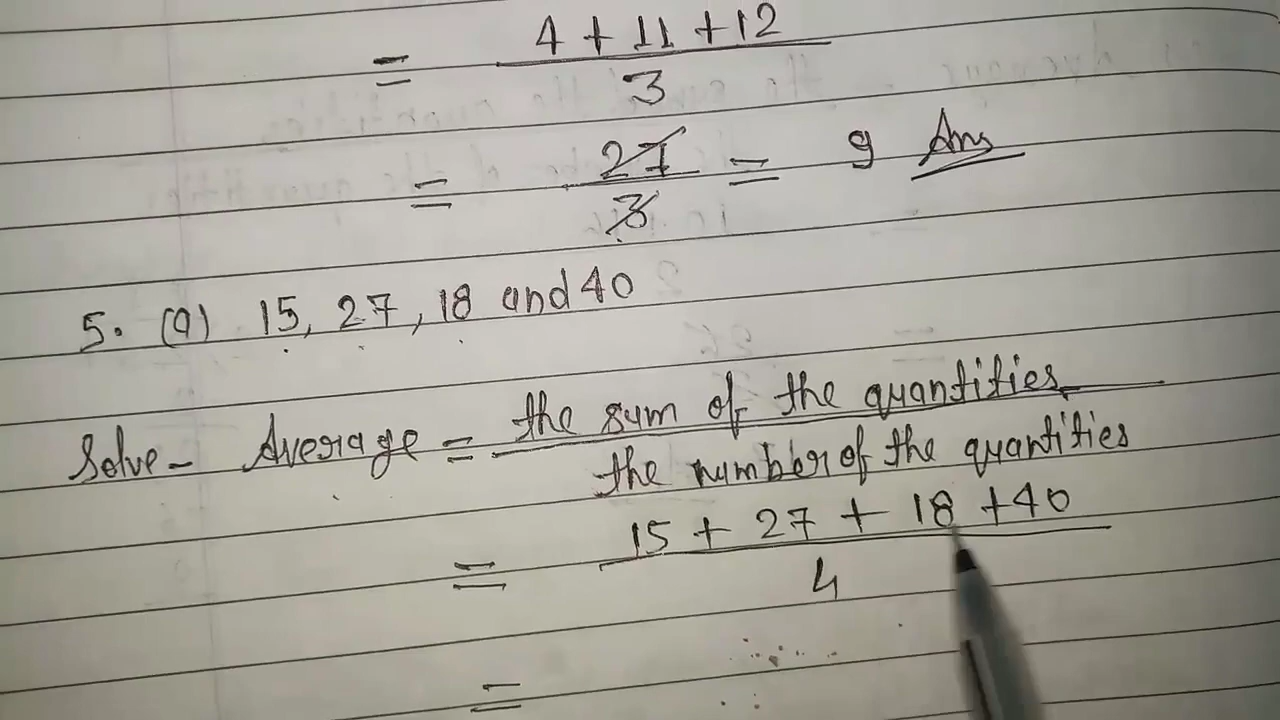 4 + 11 + 12
=
3
27
= = 9 Ans
3
5. (a) 15, 27, 18 and 40
the sum of the quantities
Solve - Average =
the number of the quantities
15 + 27 + 18 + 40
=
4
=